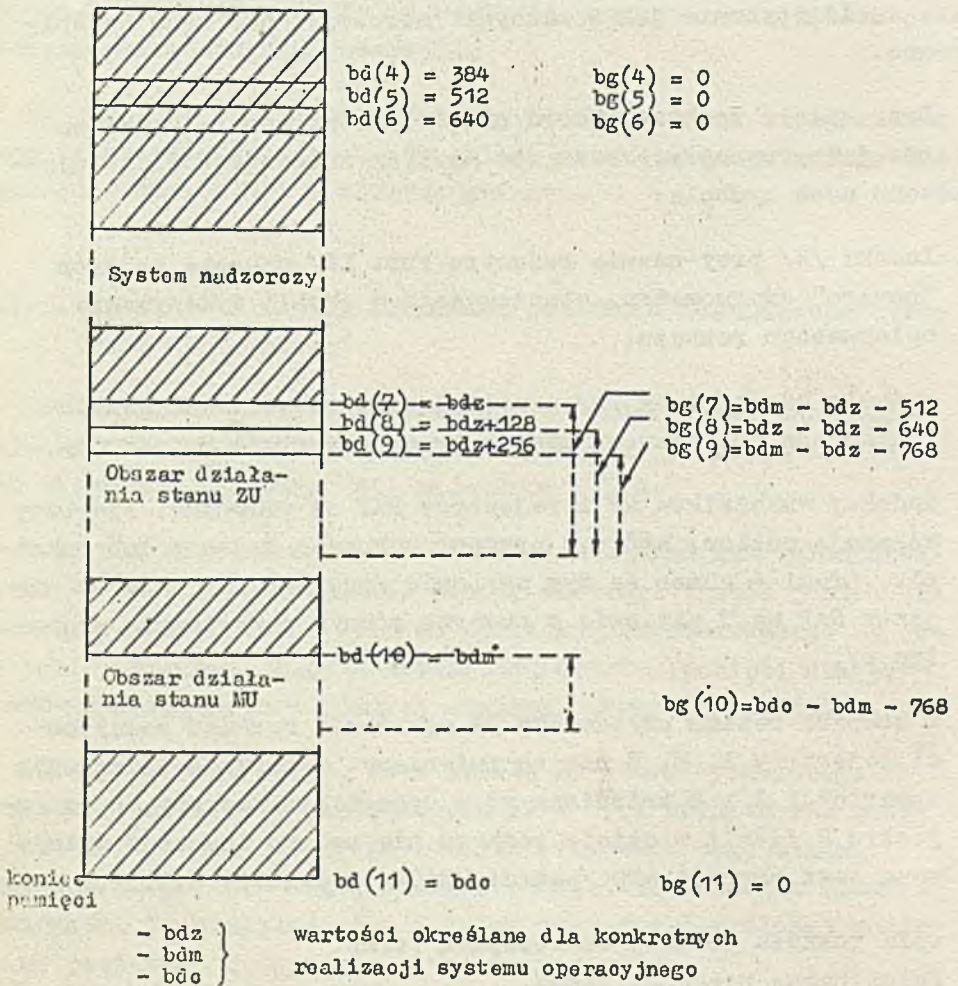 bd(4) = 384 bg(4) = 0
bd(5) = 512 bg(5) = 0
bd(6) = 640 bg(6) = 0
System nadzorczy
bd(7) = bdz bg(7)=bdm - bdz - 512
bd(8) = bdz+128 bg(8)=bdz - bdz - 640
bd(9) = bdz+256 bg(9)=bdm - bdz - 768
Obszar działa-
nia stanu ZU
bd(10) = bdm
Obszar działa-
nia stanu MU
bg(10)=bdo - bdm - 768
koniec
pamięci
bd(11) = bdo bg(11) = 0
- bdz
- bdm
- bdo
wartości określane dla konkretnych
realizacji systemu operacyjnego